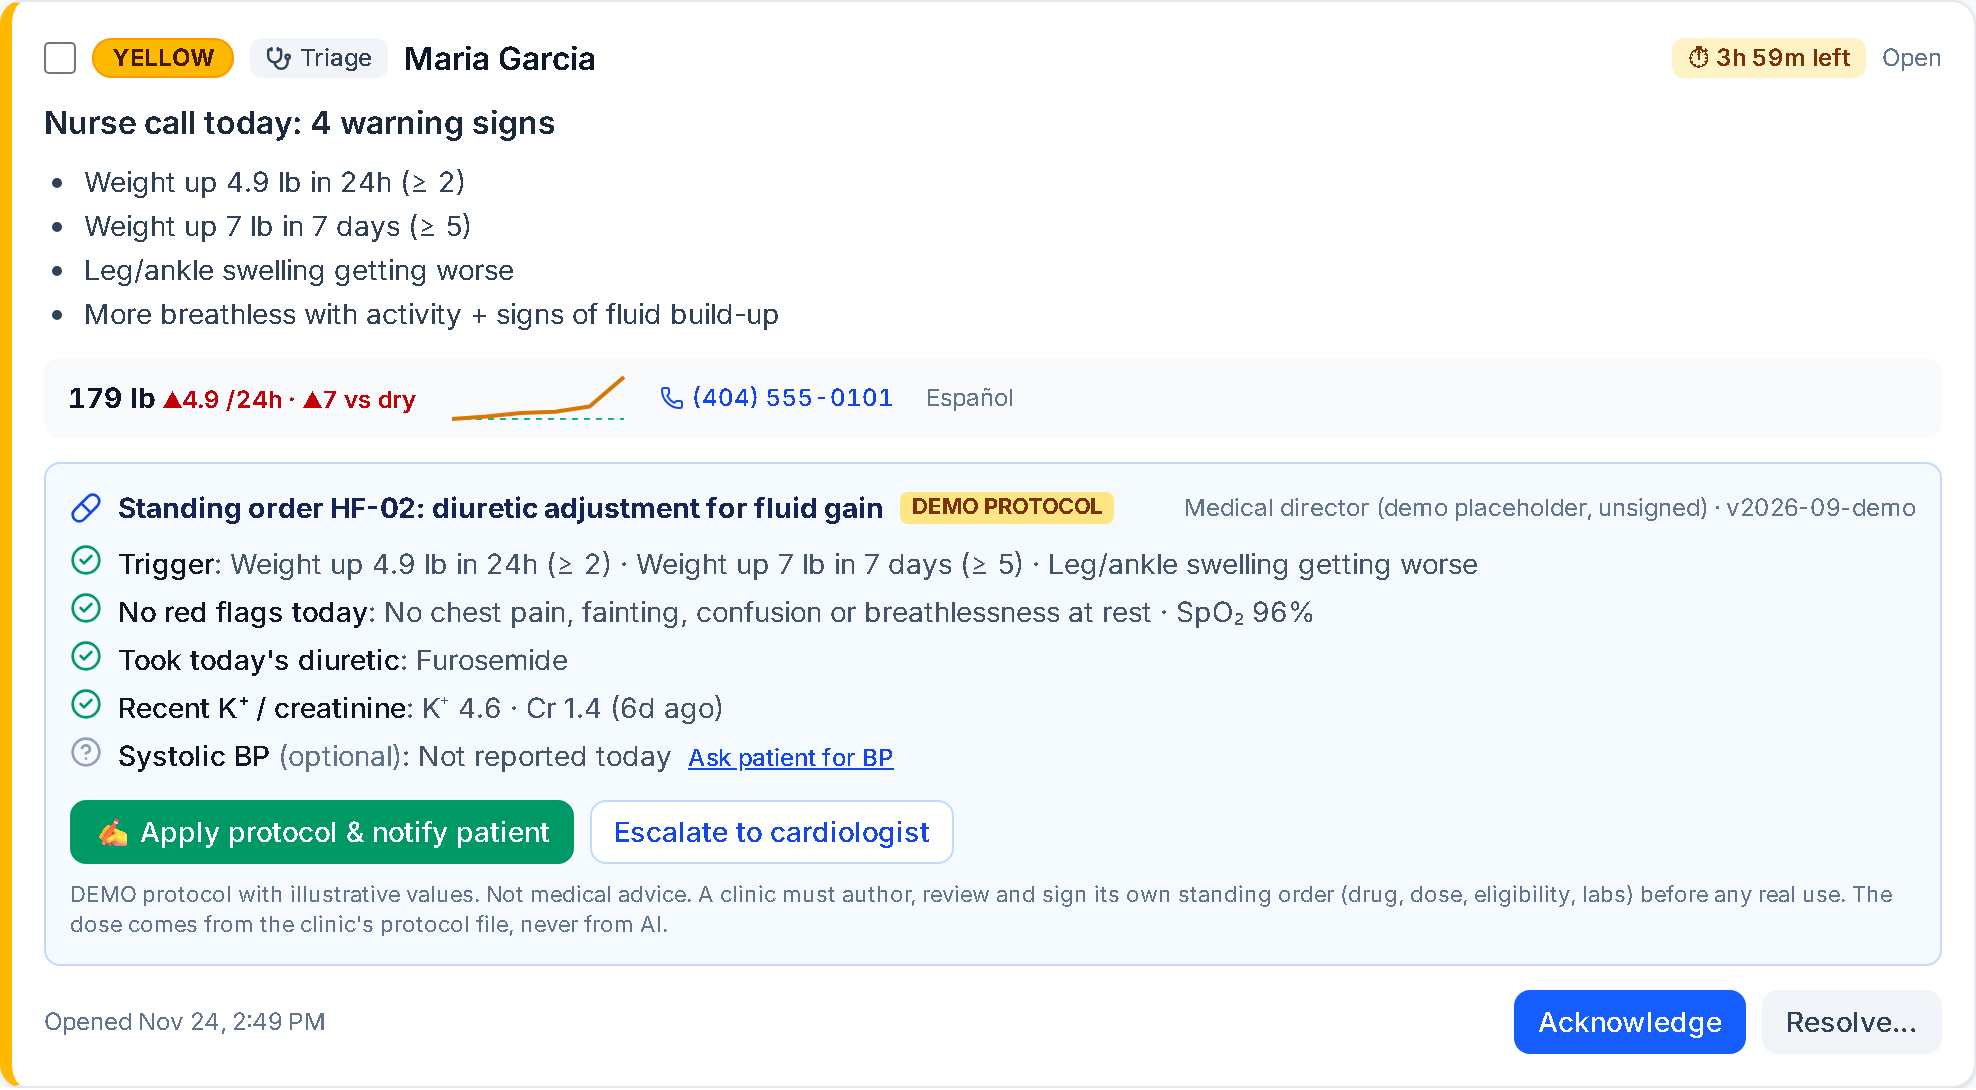 YELLOW Triage Maria Garcia 3h 59m left Open
Nurse call today: 4 warning signs
• Weight up 4.9 lb in 24h (≥ 2)
• Weight up 7 lb in 7 days (≥ 5)
• Leg/ankle swelling getting worse
• More breathless with activity + signs of fluid build-up
179 lb ▲4.9 /24h · ▲7 vs dry (404) 555-0101 Español
Standing order HF-02: diuretic adjustment for fluid gain DEMO PROTOCOL Medical director (demo placeholder, unsigned) · v2026-09-demo
Trigger: Weight up 4.9 lb in 24h (≥ 2) · Weight up 7 lb in 7 days (≥ 5) · Leg/ankle swelling getting worse
No red flags today: No chest pain, fainting, confusion or breathlessness at rest · SpO₂ 96%
Took today's diuretic: Furosemide
Recent K⁺ / creatinine: K⁺ 4.6 · Cr 1.4 (6d ago)
Systolic BP (optional): Not reported today Ask patient for BP
✍️ Apply protocol & notify patient Escalate to cardiologist
DEMO protocol with illustrative values. Not medical advice. A clinic must author, review and sign its own standing order (drug, dose, eligibility, labs) before any real use. The
dose comes from the clinic's protocol file, never from AI.
Opened Nov 24, 2:49 PM Acknowledge Resolve...